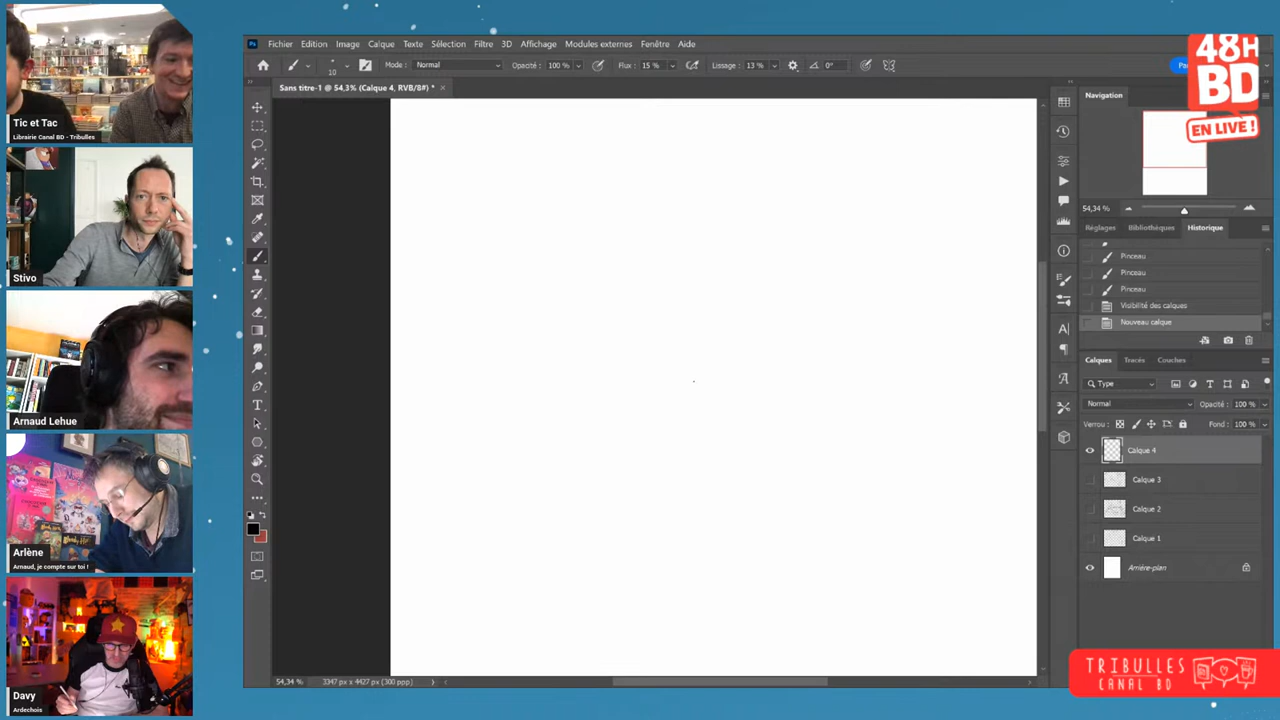 Tic et Tac
Librairie Canal BD - Tribulles
Stivo
Arnaud Lehue
Arlène
Arnaud, je compte sur toi !
Davy
Ardechois
Ps Fichier Edition Image Calque Texte Sélection Filtre 3D Affichage Modules externes Fenêtre Aide
10 Mode : Normal Opacité : 100 % Flux : 15 % Lissage : 13 % 0°
Sans titre-1 @ 54,3% (Calque 4, RVB/8#) *
54,34 % 3347 px x 4427 px (300 ppp)
48H
BD
EN LIVE !
Navigation
54,34 %
Réglages Bibliothèques Historique
Pinceau
Pinceau
Pinceau
Visibilité des calques
Nouveau calque
Calques Tracés Couches
Type
Normal Opacité : 100 %
Verrou : Fond : 100 %
Calque 4
Calque 3
Calque 2
Calque 1
Arrière-plan
TRIBULLES
CANAL BD